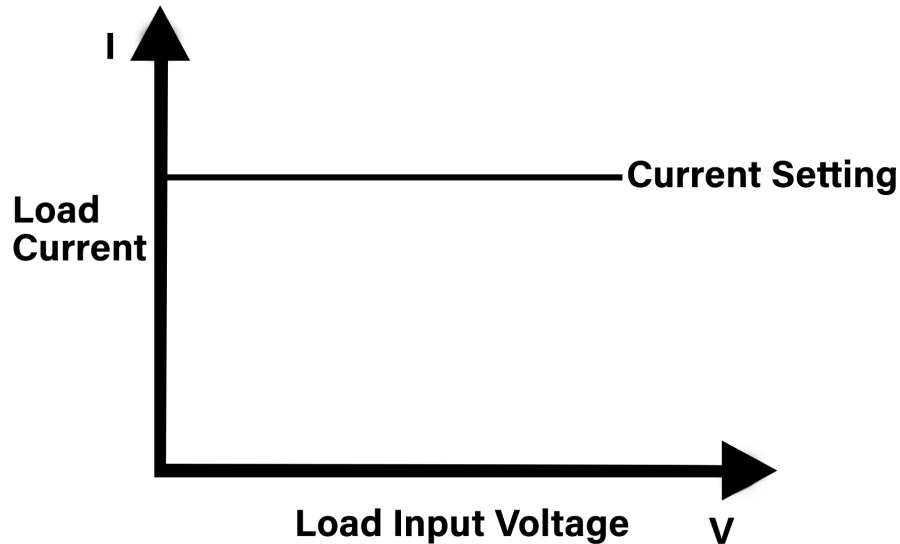 I
Current Setting
Load
Current
Load Input Voltage
V